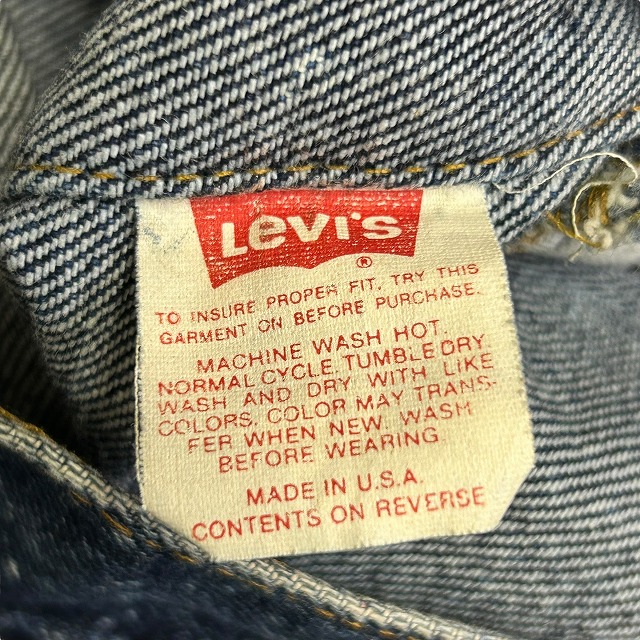 Levi's
®
TO INSURE PROPER FIT, TRY THIS
GARMENT ON BEFORE PURCHASE.
MACHINE WASH HOT.
NORMAL CYCLE, TUMBLE DRY
WASH AND DRY WITH LIKE
COLORS, COLOR MAY TRANS-
FER WHEN NEW. WASH
BEFORE WEARING.
MADE IN U.S.A.
CONTENTS ON REVERSE